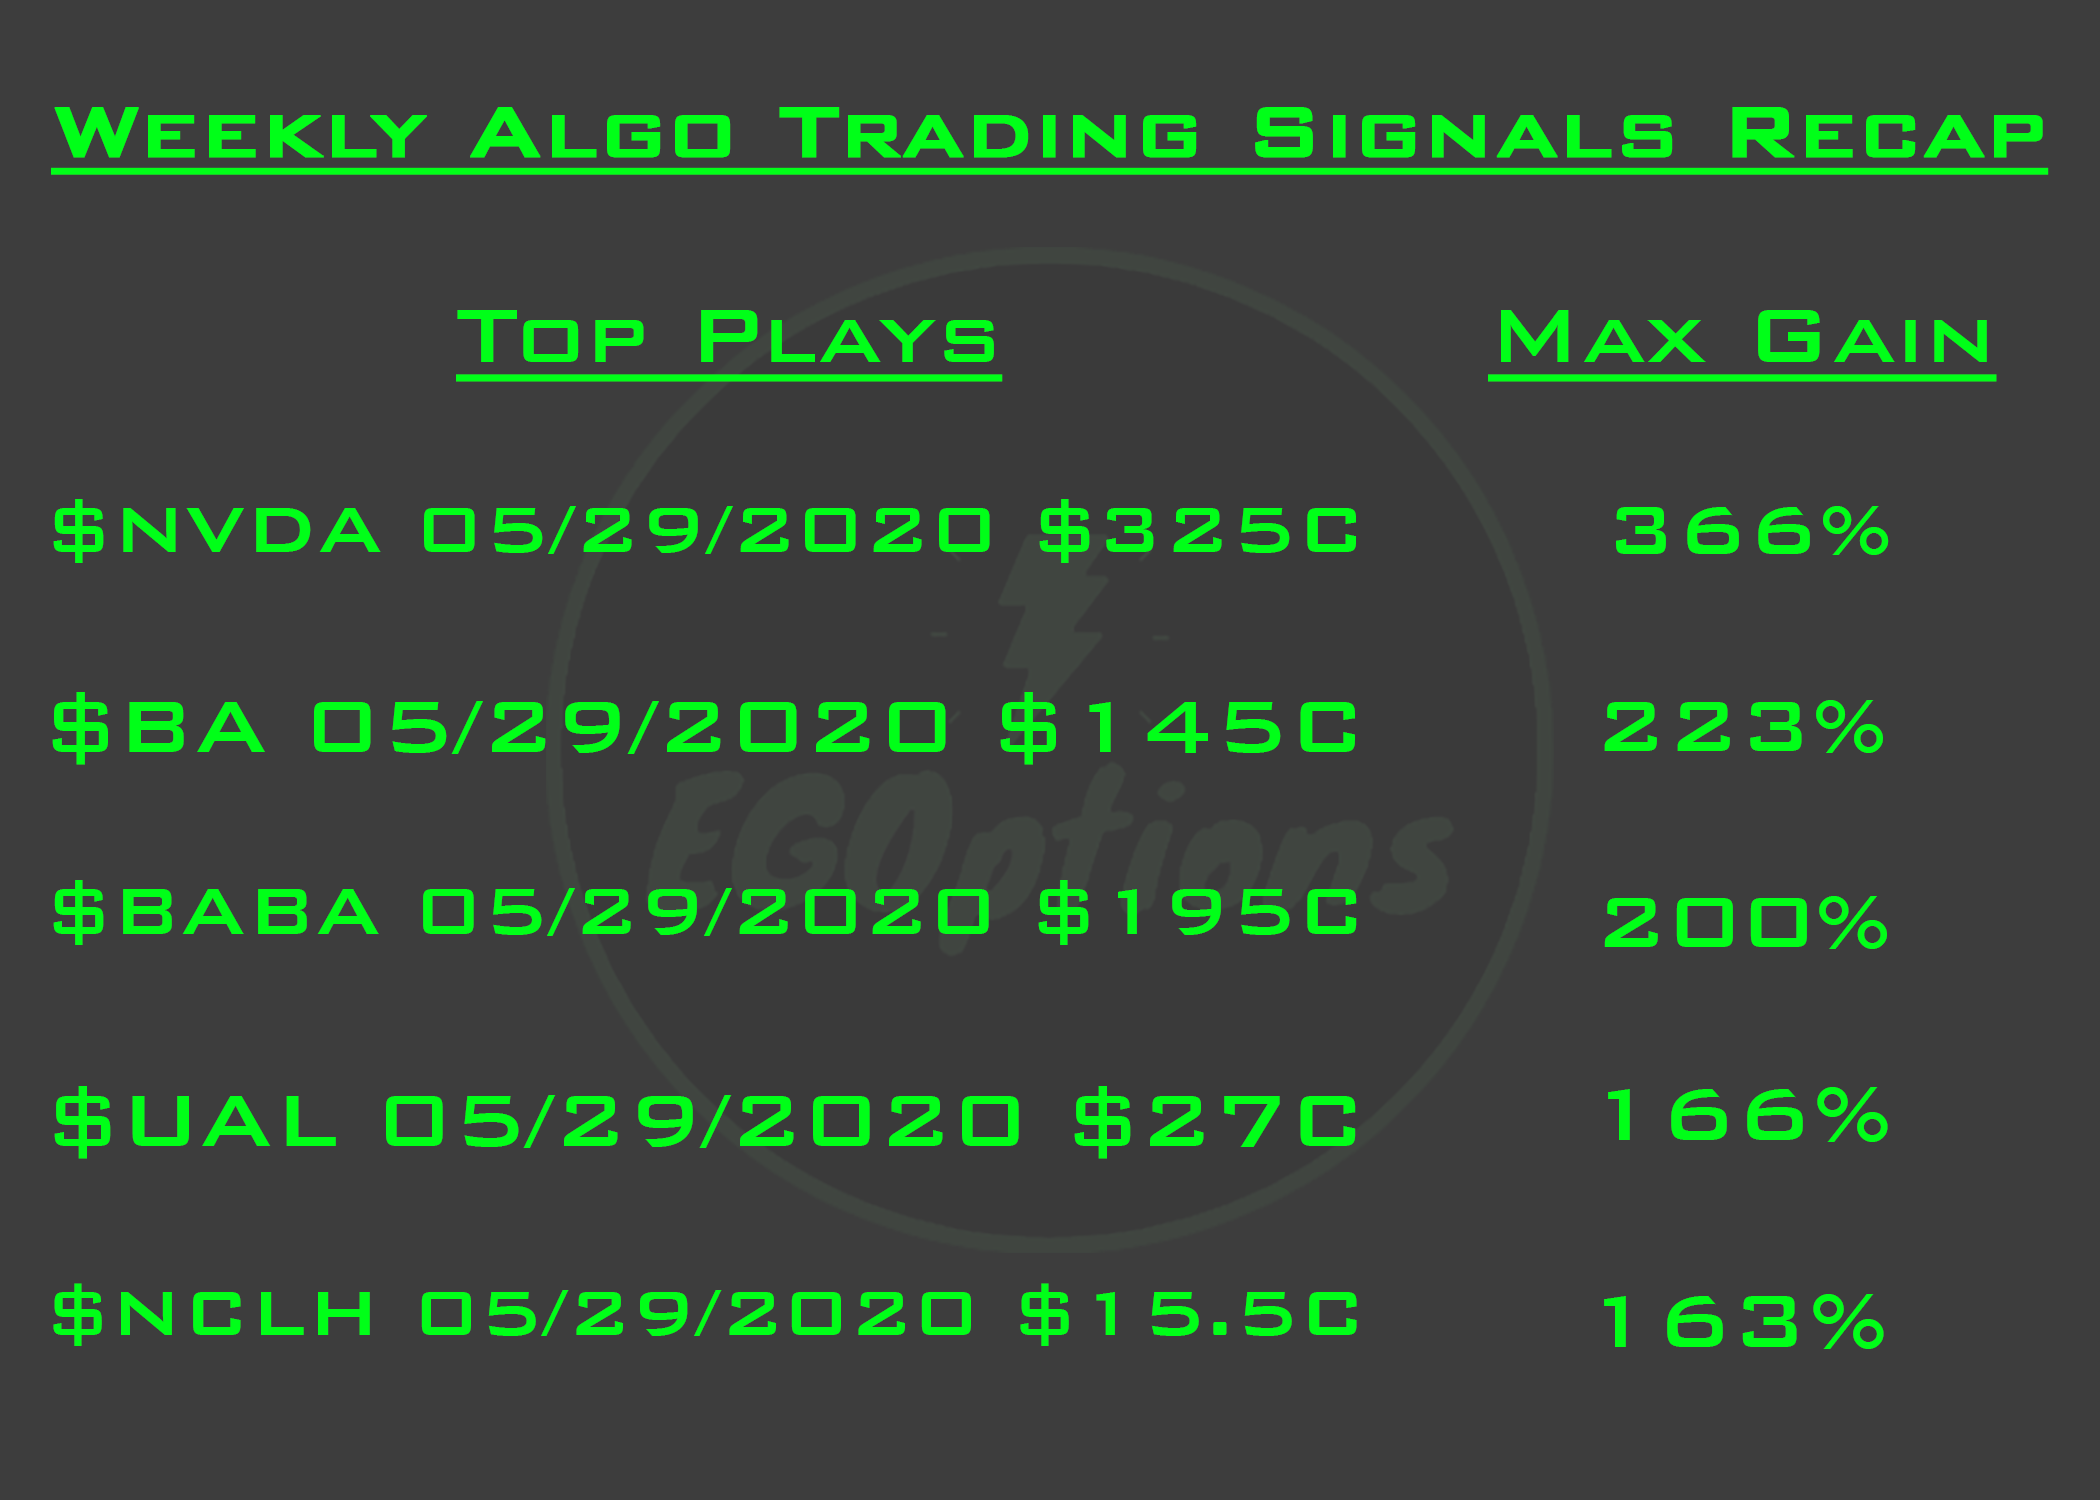 Weekly Algo Trading Signals Recap
Top Plays Max Gain
$NVDA 05/29/2020 $325C 366%
$BA 05/29/2020 $145C 223%
EGOptions
$BABA 05/29/2020 $195C 200%
$UAL 05/29/2020 $27C 166%
$NCLH 05/29/2020 $15.5C 163%